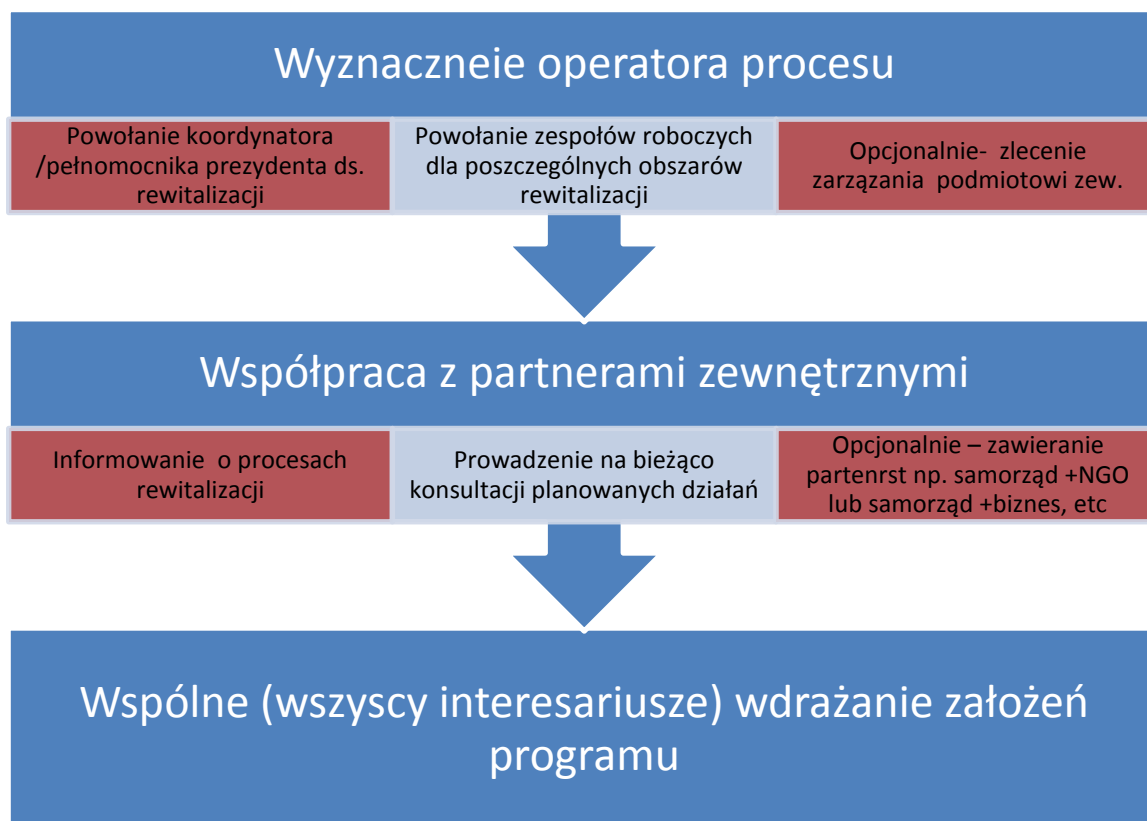 Wyznaczneie operatora procesu
Powołanie koordynatora
/pełnomocnika prezydenta ds.
rewitalizacji
Powołanie zespołów roboczych
dla poszczególnych obszarów
rewitalizacji
Opcjonalnie- zlecenie
zarązania podmiotowi zew.
Współpraca z partnerami zewnętrznymi
Informowanie o procesach
rewitalizacji
Prowadzenie na bieżąco
konsultacji planowanych działań
Opcjonalnie – zawieranie
partenrst np. samorząd +NGO
lub samorząd +biznes, etc
Wspólne (wszyscy interesariusze) wdrażanie założeń
programu